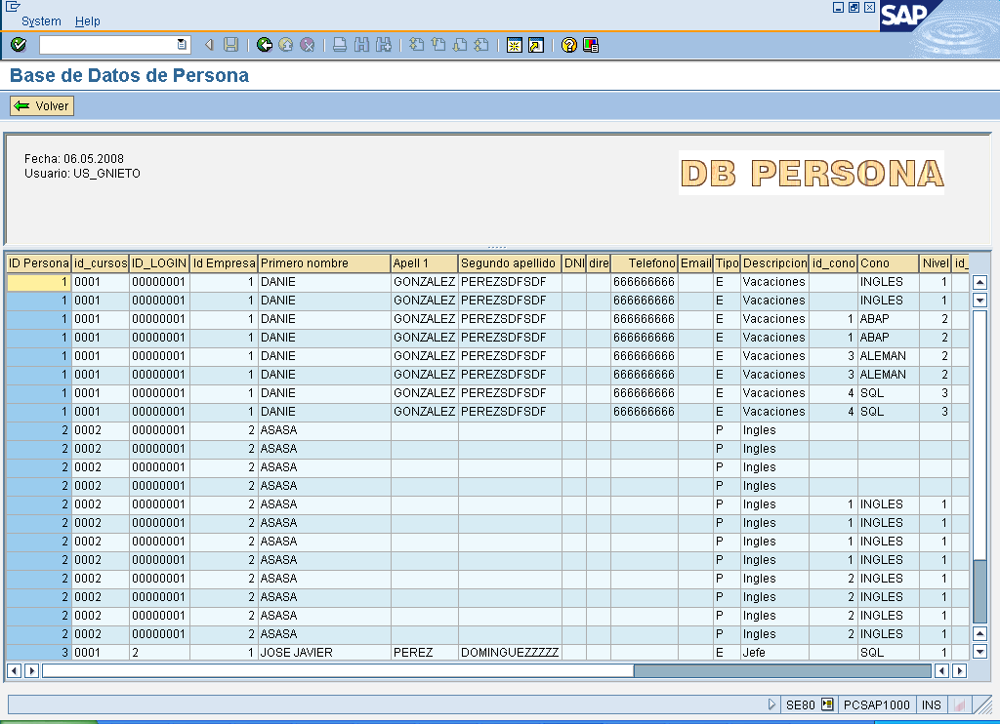 System Help
SAP
Base de Datos de Persona
Volver
Fecha: 06.05.2008
Usuario: US_GNIETO
DB PERSONA
ID Persona id_cursos ID_LOGIN Id Empresa Primero nombre Apell 1 Segundo apellido DNI dire Telefono Email Tipo Descripcion id_cono Cono Nivel id_
1 0001 00000001 1 DANIE GONZALEZ PEREZSDFSDF 666666666 E Vacaciones INGLES 1
1 0001 00000001 1 DANIE GONZALEZ PEREZSDFSDF 666666666 E Vacaciones INGLES 1
1 0001 00000001 1 DANIE GONZALEZ PEREZSDFSDF 666666666 E Vacaciones 1 ABAP 2
1 0001 00000001 1 DANIE GONZALEZ PEREZSDFSDF 666666666 E Vacaciones 1 ABAP 2
1 0001 00000001 1 DANIE GONZALEZ PEREZSDFSDF 666666666 E Vacaciones 3 ALEMAN 2
1 0001 00000001 1 DANIE GONZALEZ PEREZSDFSDF 666666666 E Vacaciones 3 ALEMAN 2
1 0001 00000001 1 DANIE GONZALEZ PEREZSDFSDF 666666666 E Vacaciones 4 SQL 3
1 0001 00000001 1 DANIE GONZALEZ PEREZSDFSDF 666666666 E Vacaciones 4 SQL 3
2 0002 00000001 2 ASASA P Ingles
2 0002 00000001 2 ASASA P Ingles
2 0002 00000001 2 ASASA P Ingles
2 0002 00000001 2 ASASA P Ingles
2 0002 00000001 2 ASASA P Ingles 1 INGLES 1
2 0002 00000001 2 ASASA P Ingles 1 INGLES 1
2 0002 00000001 2 ASASA P Ingles 1 INGLES 1
2 0002 00000001 2 ASASA P Ingles 1 INGLES 1
2 0002 00000001 2 ASASA P Ingles 2 INGLES 1
2 0002 00000001 2 ASASA P Ingles 2 INGLES 1
2 0002 00000001 2 ASASA P Ingles 2 INGLES 1
2 0002 00000001 2 ASASA P Ingles 2 INGLES 1
3 0001 2 1 JOSE JAVIER PEREZ DOMINGUEZZZZZ E Jefe SQL 1
SE80 PCSAP1000 INS